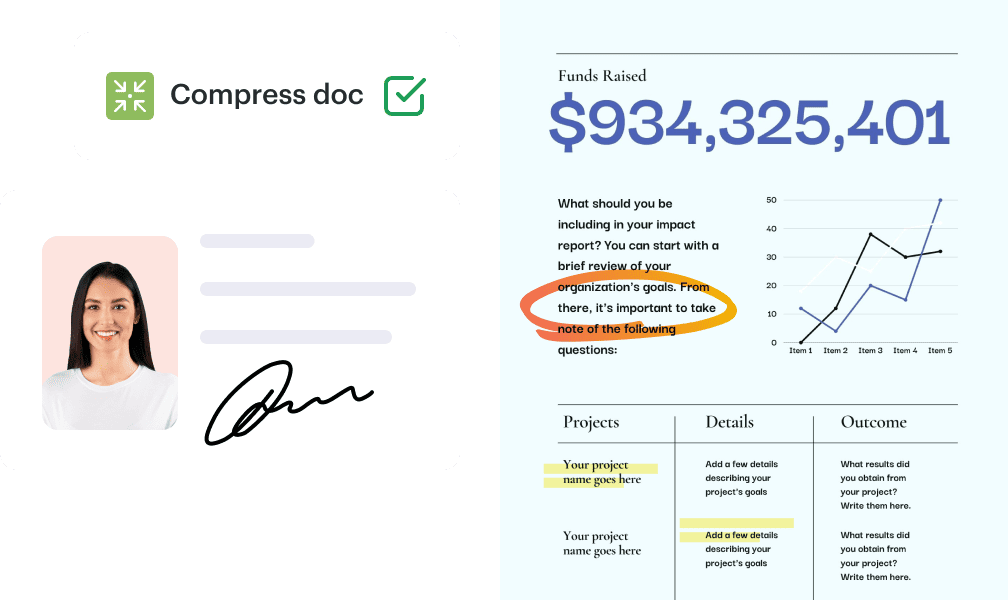 Compress doc
Funds Raised
$934,325,401
What should you be
including in your impact
report? You can start with a
brief review of your
organization's goals. From
there, it's important to take
note of the following
questions:
50
40
30
20
10
0
Item 1 Item 2 Item 3 Item 4 Item 5
Projects Details Outcome
Your project
name goes here
Add a few details
describing your
project's goals
What results did
you obtain from
your project?
Write them here.
Your project
name goes here
Add a few details
describing your
project's goals
What results did
you obtain from
your project?
Write them here.